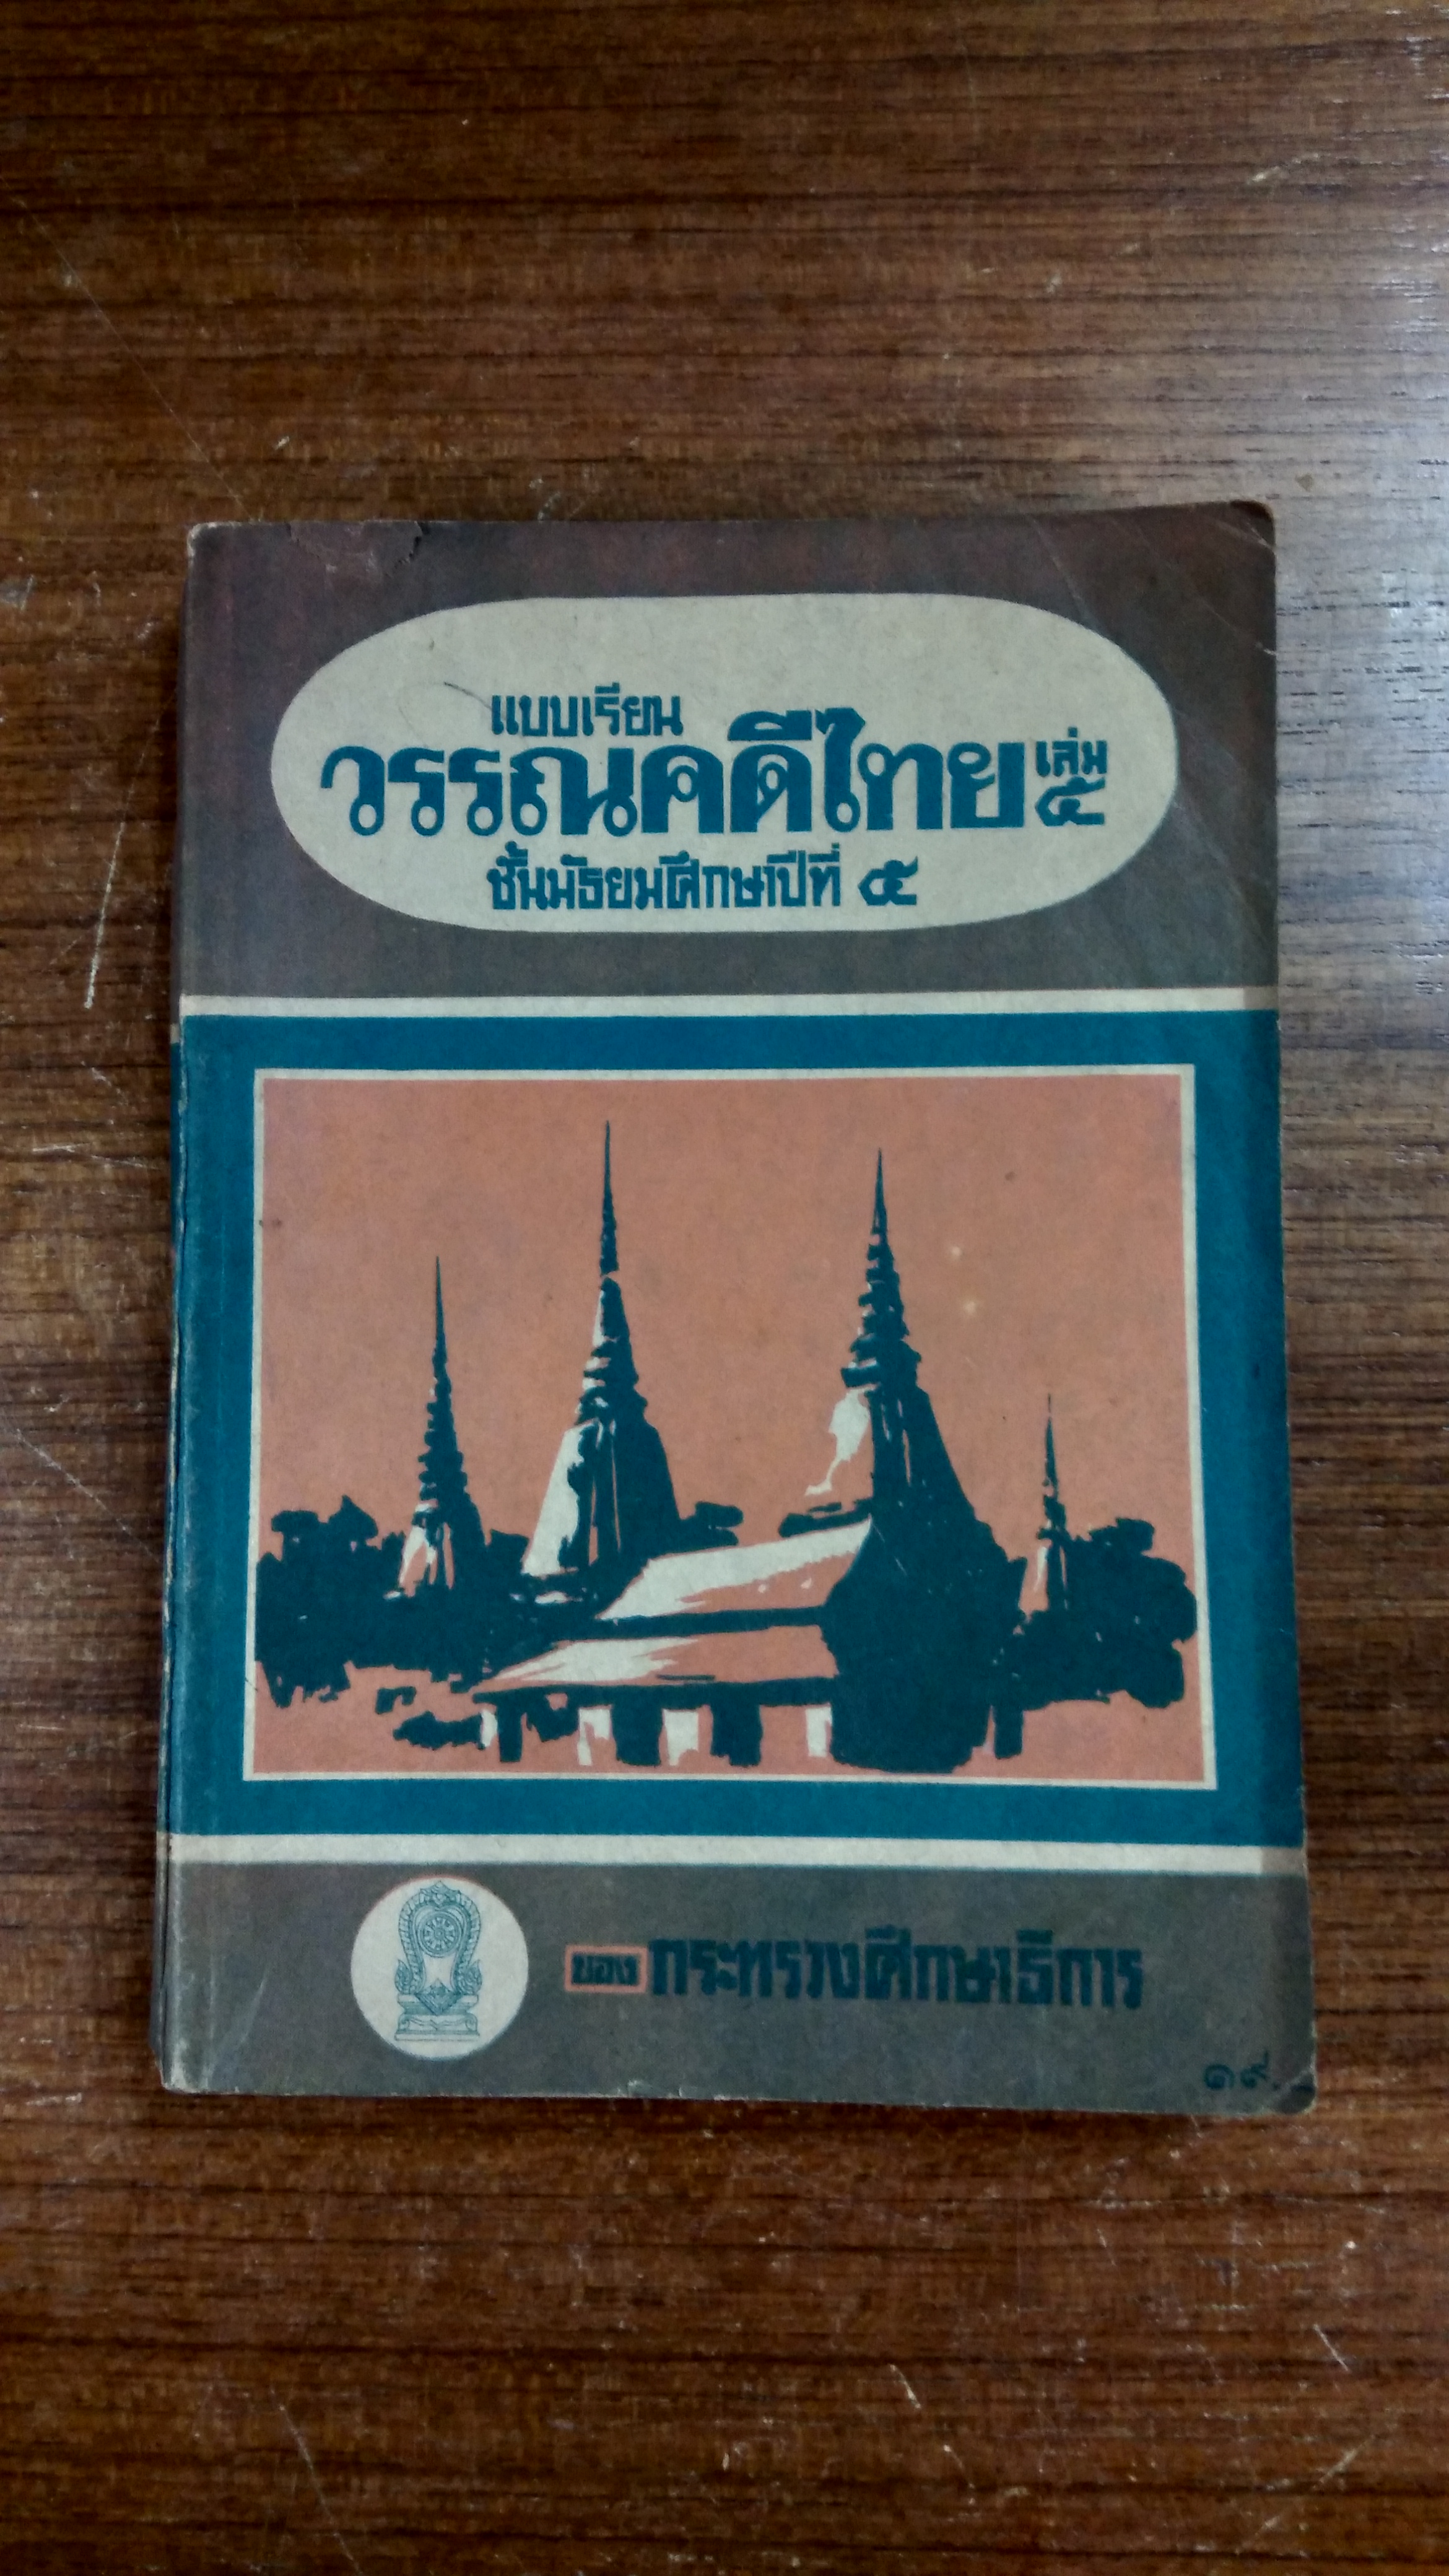 แบบเรียน
วรรณคดีไทย เล่ม ๕
ชั้นมัธยมศึกษาปีที่ ๕
ของ กระทรวงศึกษาธิการ
๑๙